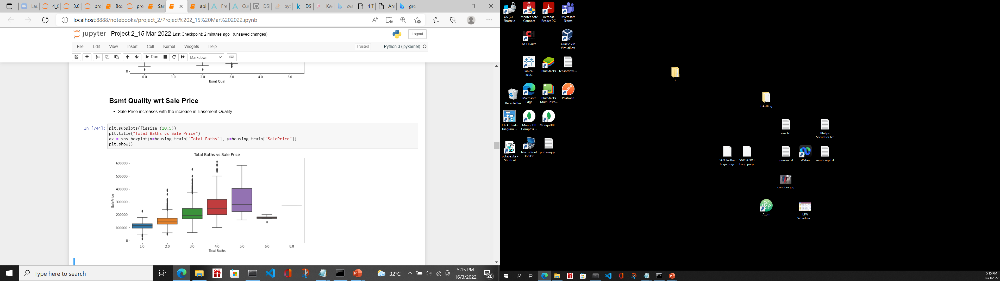 Lau
4_0
3.0
pro
Box
pro
Sar
api
Fre
Cus
DS
pyt
DS
Kw
cvs
4 T
Am
gro
localhost:8888/notebooks/project_2/Project%202_15%20Mar%202022.ipynb
jupyter Project 2_15 Mar 2022 Last Checkpoint: 2 minutes ago (unsaved changes)
Logout
File Edit View Insert Cell Kernel Widgets Help
Trusted
Python 3 (ipykernel)
Run
Markdown
0
0.0 1.0 2.0 3.0 4.0 5.0
Bsmt Qual
Bsmt Quality wrt Sale Price
• Sale Price increases with the increase in Basement Quality.
In [744]:
plt.subplots(figsize=(10,5))
plt.title("Total Baths vs Sale Price")
ax = sns.boxplot(x=housing_train["Total Baths"], y=housing_train["SalePrice"])
plt.show()
Total Baths vs Sale Price
600000
500000
400000
300000
200000
100000
0
SalePrice
1.0 2.0 3.0 4.0 5.0 6.0 8.0
Total Baths
Type here to search
32°C
5:15 PM
16/3/2022
20
OS (C) -
Shortcut
McAfee Safe
Connect
Acrobat
Reader DC
Microsoft
Teams
NCH Suite
Oracle VM
VirtualBox
Tableau
2018.2
BlueStacks
tensorflow....
Recycle Bin
Microsoft
Edge
BlueStacks
Multi-Insta...
Postman
ClickCharts
Diagram ...
MongoDB
Compass ...
MongoDBC...
octave.vbs -
Shortcut
Nexus Root
Toolkit
portswigge...
S
GA-Blog
aws.txt
Philips
Securities.txt
SGX Twitter
Logo.pngx
SGX SGXV3
Logo.pngx
junwen.txt
Webex
sembcorp.txt
coridoor.jpg
Atom
LTW
Schedule....
5:15 PM
16/3/2022